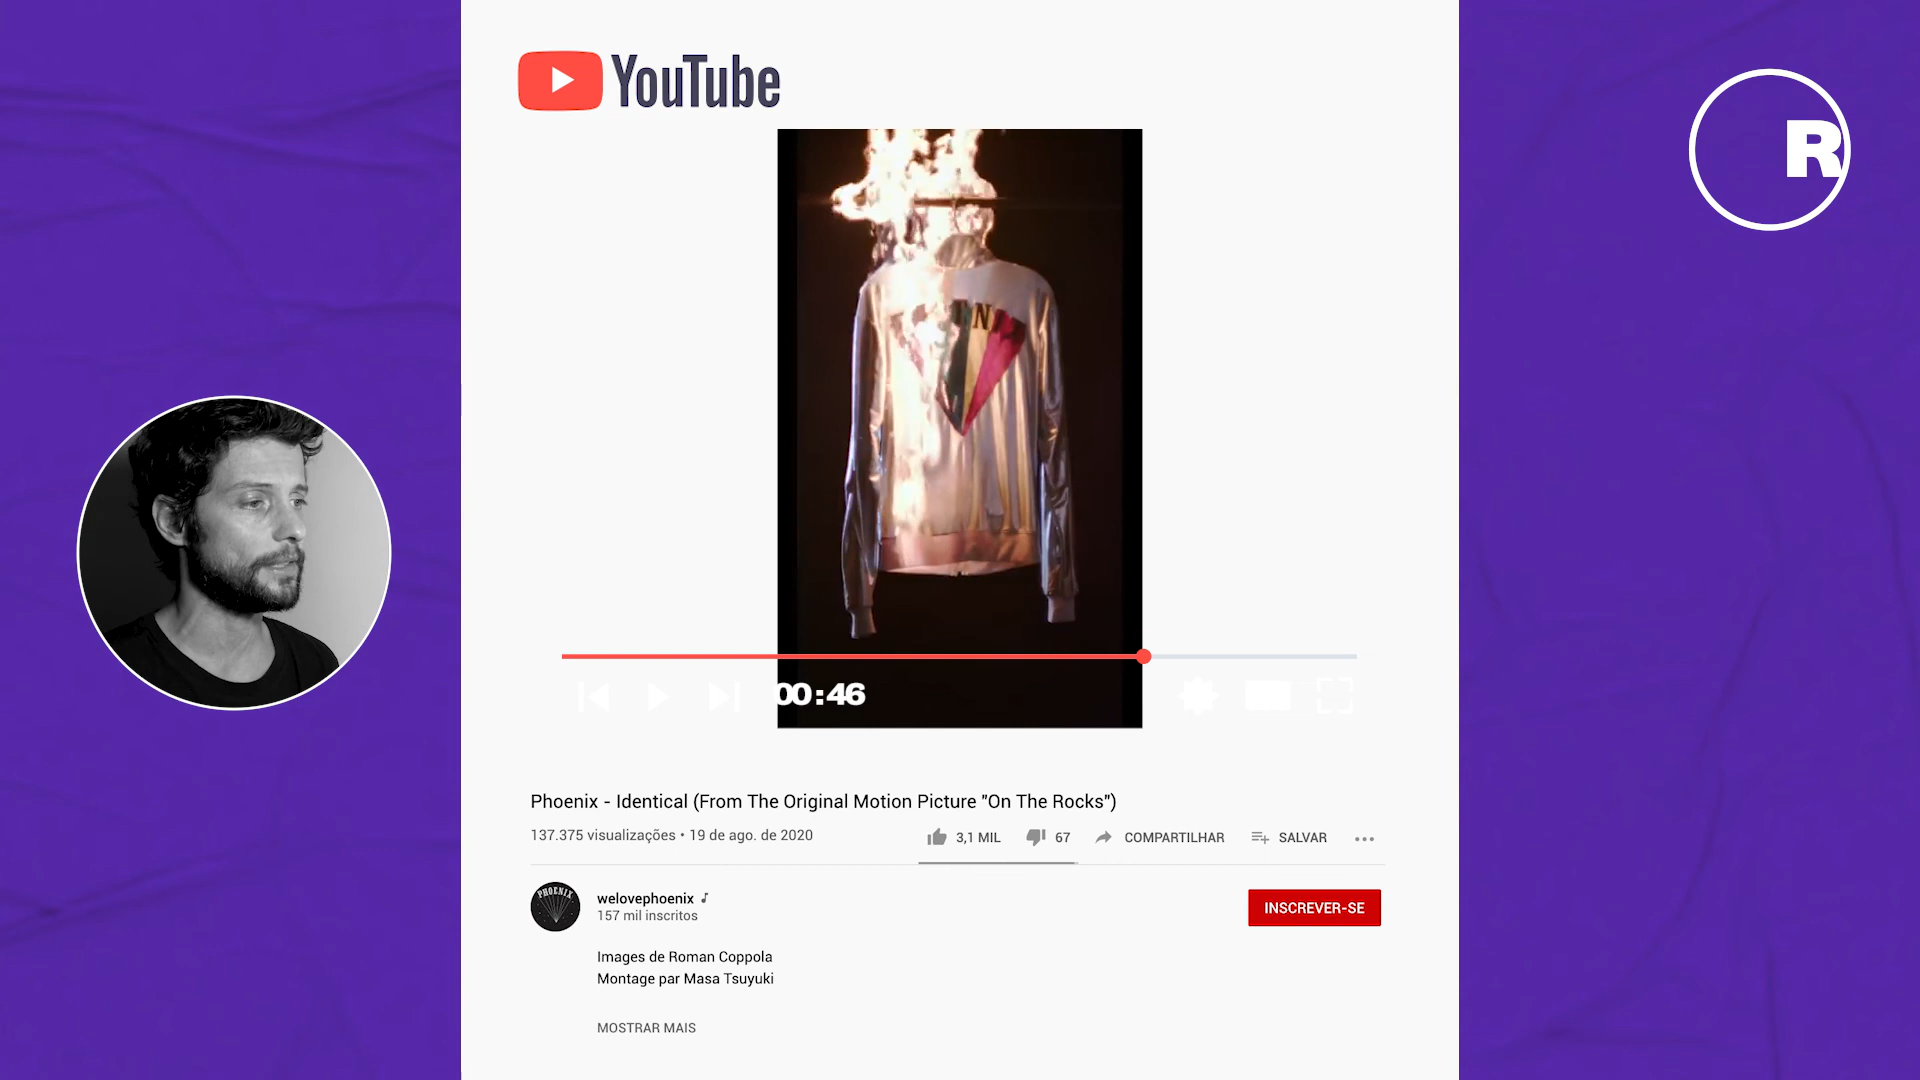 YouTube
R
N
00:46
Phoenix - Identical (From The Original Motion Picture "On The Rocks")
137.375 visualizações • 19 de ago. de 2020
3,1 MIL
67
COMPARTILHAR
SALVAR
PHOENIX
welovephoenix
157 mil inscritos
INSCREVER-SE
Images de Roman Coppola
Montage par Masa Tsuyuki
MOSTRAR MAIS